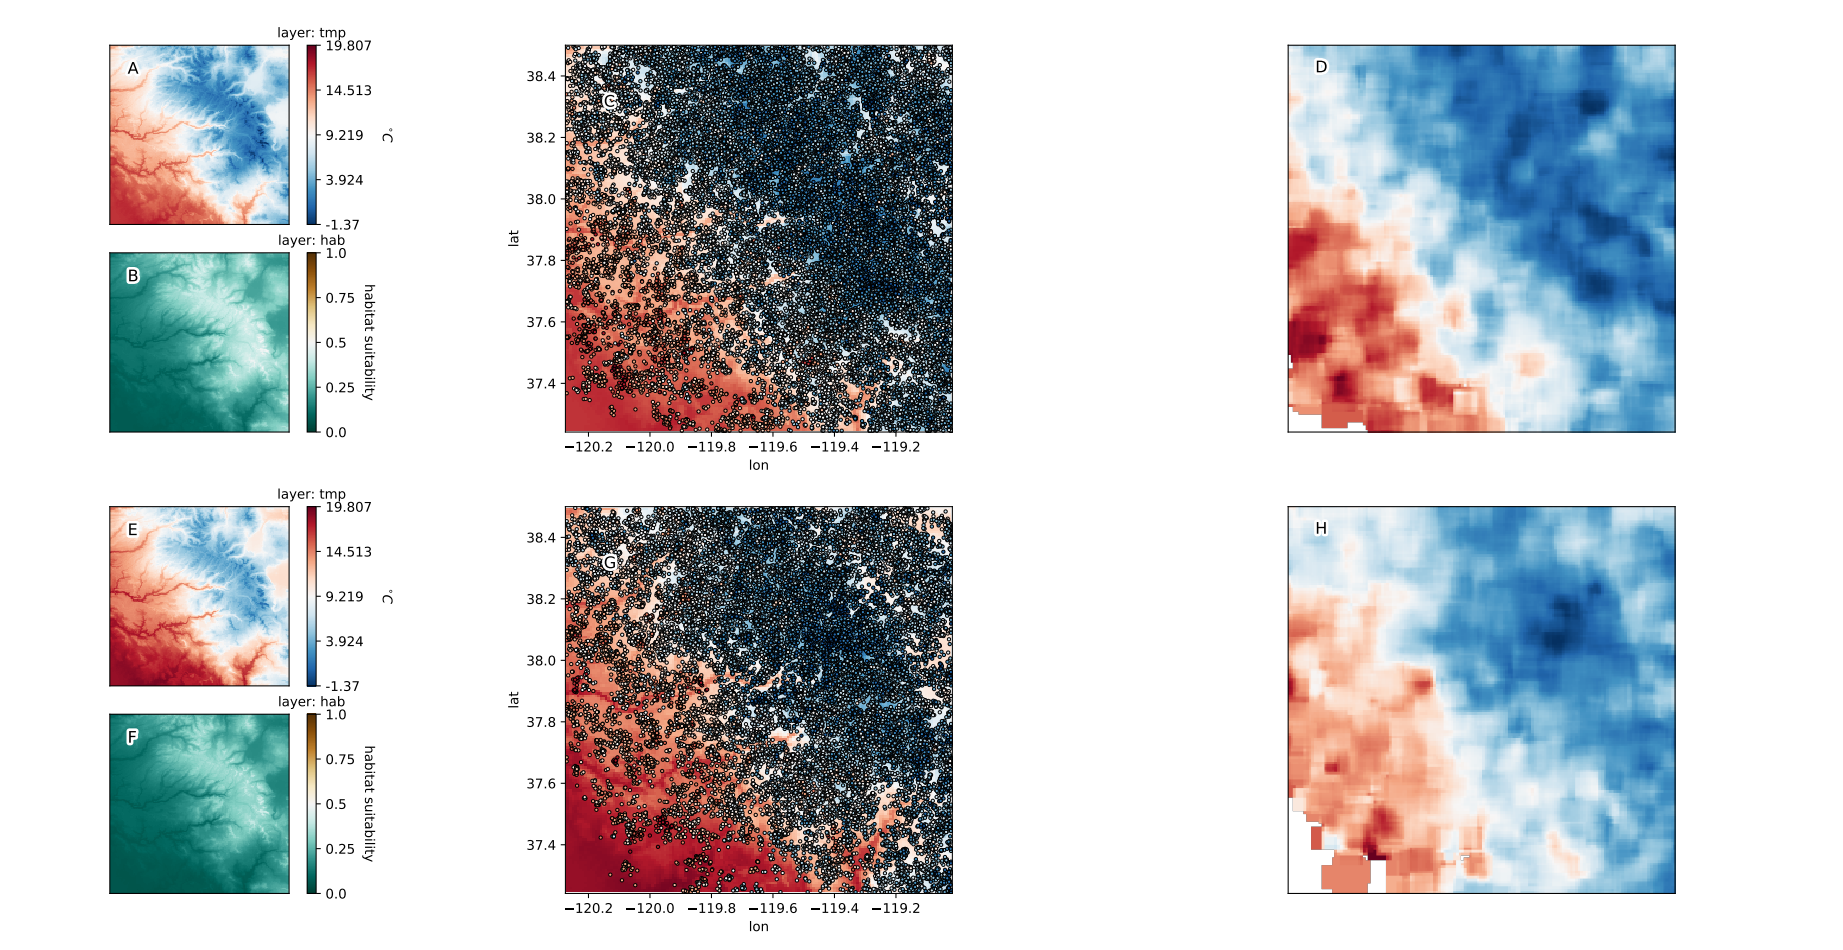 layer: tmp
A
19.807
14.513
9.219
3.924
-1.37
°C
layer: hab
B
1.0
0.75
0.5
0.25
0.0
habitat suitability
C
38.4
38.2
38.0
37.8
37.6
37.4
lat
−120.2 −120.0 −119.8 −119.6 −119.4 −119.2
lon
D
layer: tmp
E
19.807
14.513
9.219
3.924
-1.37
°C
layer: hab
F
1.0
0.75
0.5
0.25
0.0
habitat suitability
G
38.4
38.2
38.0
37.8
37.6
37.4
lat
−120.2 −120.0 −119.8 −119.6 −119.4 −119.2
lon
H